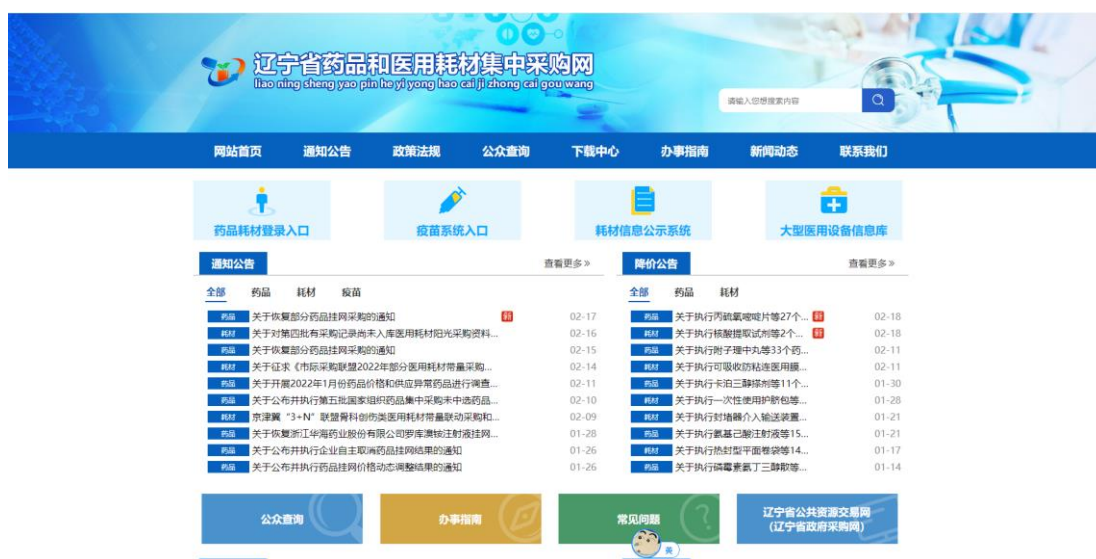 辽宁省药品和医用耗材集中采购网
liao ning sheng yao pin he yi yong hao cai ji zhong cai gou wang
请输入您想搜索内容
网站首页 通知公告 政策法规 公众查询 下载中心 办事指南 新闻动态 联系我们
药品耗材登录入口 疫苗系统入口 耗材信息公示系统 大型医用设备信息库
通知公告 查看更多»
全部 药品 耗材 疫苗
药品 关于恢复部分药品挂网采购的通知 新 02-17
耗材 关于对第四批有采购记录尚未入库医用耗材阳光采购资料... 02-16
药品 关于恢复部分药品挂网采购的通知 02-15
耗材 关于征求《市际采购联盟2022年部分医用耗材带量采购... 02-14
药品 关于开展2022年1月份药品价格和供应异常药品进行调查... 02-11
药品 关于公布并执行第五批国家组织药品集中采购未中选药品... 02-10
耗材 京津冀“3+N”联盟骨科创伤类医用耗材带量联动采购和... 02-09
药品 关于恢复浙江华海药业股份有限公司罗库溴铵注射液挂网... 01-28
药品 关于公布并执行企业自主取消药品挂网结果的通知 01-26
药品 关于公布并执行药品挂网价格动态调整结果的通知 01-26
降价公告 查看更多»
全部 药品 耗材
药品 关于执行丙硫氧嘧啶片等27个... 新 02-18
耗材 关于执行核酸提取试剂等2个... 新 02-18
药品 关于执行附子理中丸等33个药... 02-11
耗材 关于执行可吸收防粘连医用膜... 02-11
药品 关于执行卡泊三醇搽剂等11个... 01-30
耗材 关于执行一次性使用护脐包等... 01-28
耗材 关于执行封堵器介入输送装置... 01-21
药品 关于执行氨基己酸注射液等15... 01-21
耗材 关于执行热封型平面卷袋等14... 01-17
药品 关于执行磷霉素氨丁三醇散等... 01-14
公众查询 办事指南 常见问题 辽宁省公共资源交易网
(辽宁省政府采购网)
英